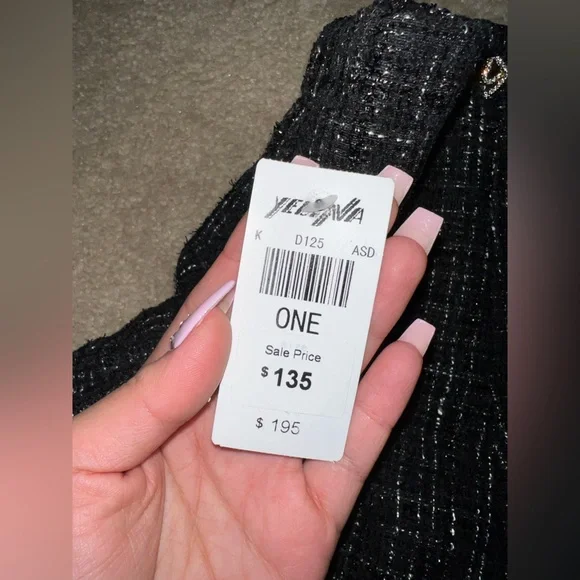 K D125 ASD
ONE
Sale Price
$ 135
$ 195